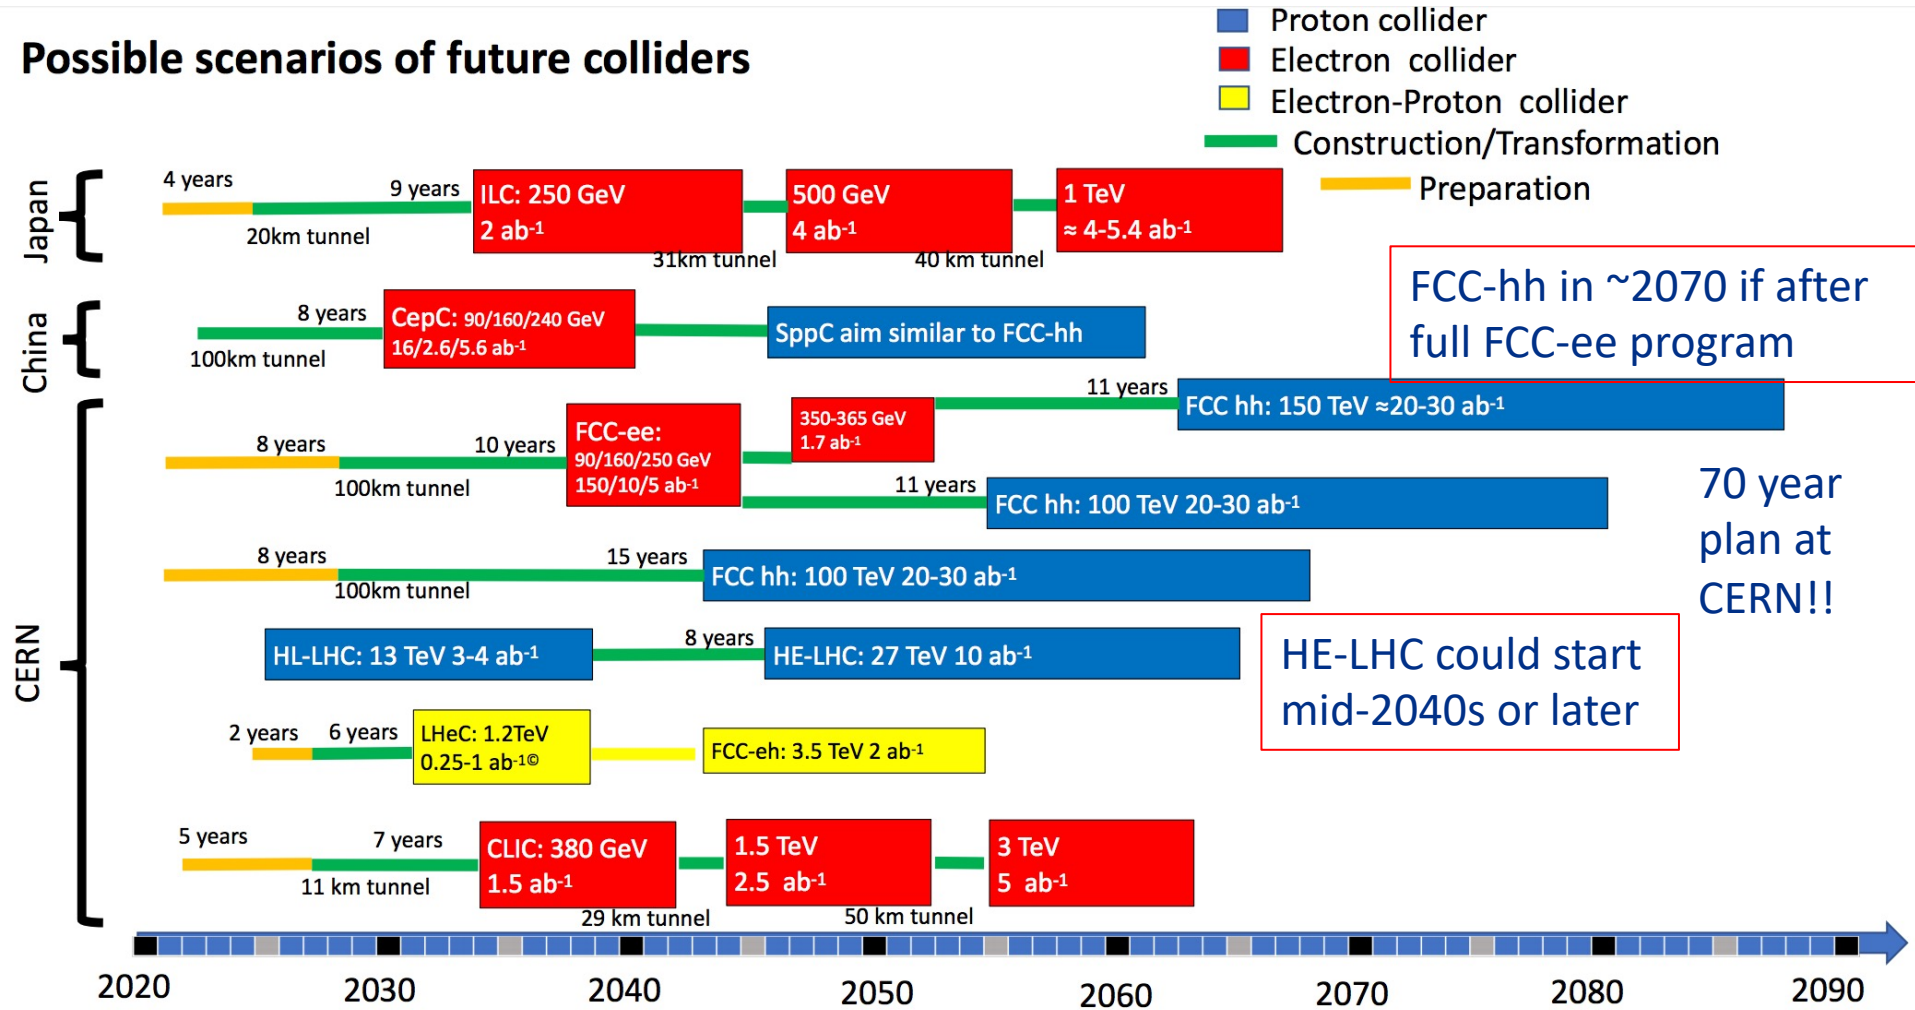 Possible scenarios of future colliders
Proton collider
Electron collider
Electron-Proton collider
Construction/Transformation
Preparation
Japan
4 years
9 years
20km tunnel
ILC: 250 GeV
2 ab-1
31km tunnel
500 GeV
4 ab-1
40 km tunnel
1 TeV
≈ 4-5.4 ab-1
FCC-hh in ~2070 if after
full FCC-ee program
China
8 years
100km tunnel
CepC: 90/160/240 GeV
16/2.6/5.6 ab-1
SppC aim similar to FCC-hh
CERN
8 years
10 years
100km tunnel
FCC-ee:
90/160/250 GeV
150/10/5 ab-1
350-365 GeV
1.7 ab-1
11 years
FCC hh: 150 TeV ≈20-30 ab-1
11 years
FCC hh: 100 TeV 20-30 ab-1
70 year
plan at
CERN!!
8 years
15 years
100km tunnel
FCC hh: 100 TeV 20-30 ab-1
HL-LHC: 13 TeV 3-4 ab-1
8 years
HE-LHC: 27 TeV 10 ab-1
HE-LHC could start
mid-2040s or later
2 years
6 years
LHeC: 1.2TeV
0.25-1 ab-1©
FCC-eh: 3.5 TeV 2 ab-1
5 years
7 years
11 km tunnel
CLIC: 380 GeV
1.5 ab-1
29 km tunnel
1.5 TeV
2.5 ab-1
50 km tunnel
3 TeV
5 ab-1
2020
2030
2040
2050
2060
2070
2080
2090